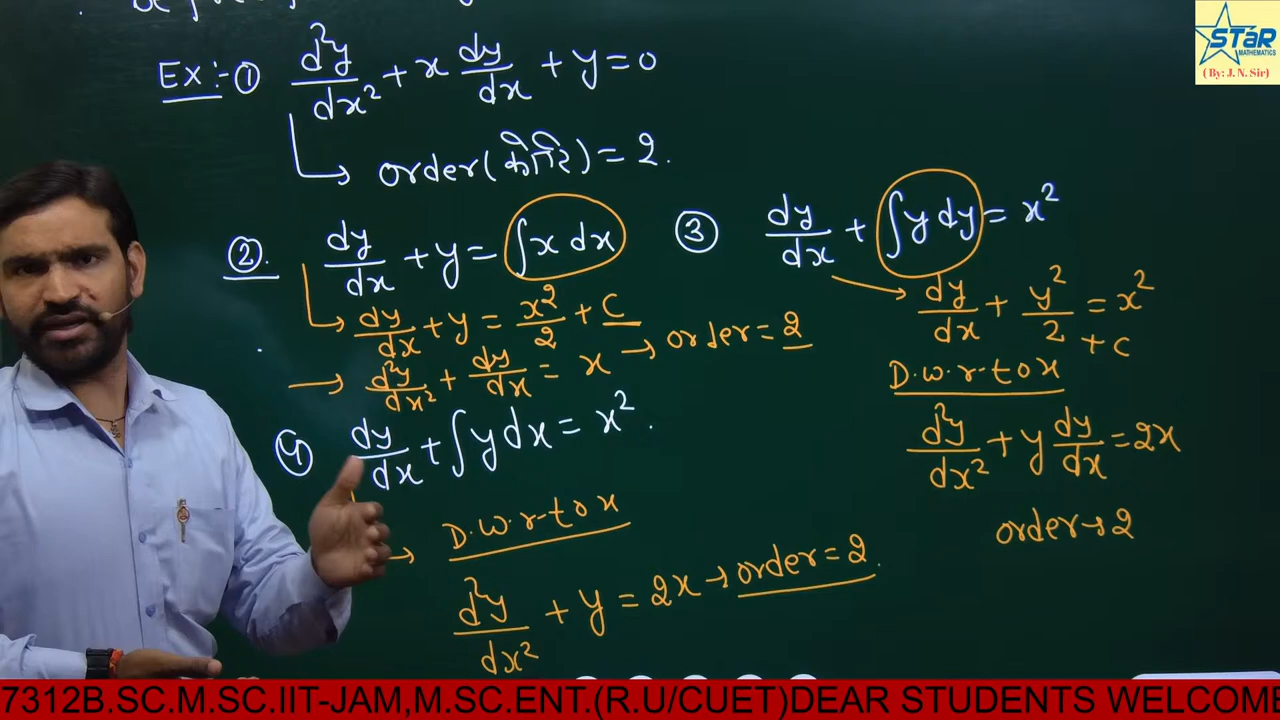 Ex:-① d²y/dx² + x dy/dx + y = 0
order(कोटि) = 2.
②. dy/dx + y = ∫x dx
dy/dx + y = x²/2 + c
d²y/dx² + dy/dx = x → order = 2
③ dy/dx + ∫y dy = x²
dy/dx + y²/2 = x² + c
D.w.r.to x
d²y/dx² + y dy/dx = 2x
order → 2
④ dy/dx + ∫y dx = x².
D.w.r.to x
d²y/dx² + y = 2x → order = 2.
STaR
MATHEMATICS
( By: J. N. Sir)
7312B.SC.M.SC.IIT-JAM,M.SC.ENT.(R.U/CUET)DEAR STUDENTS WELCOME